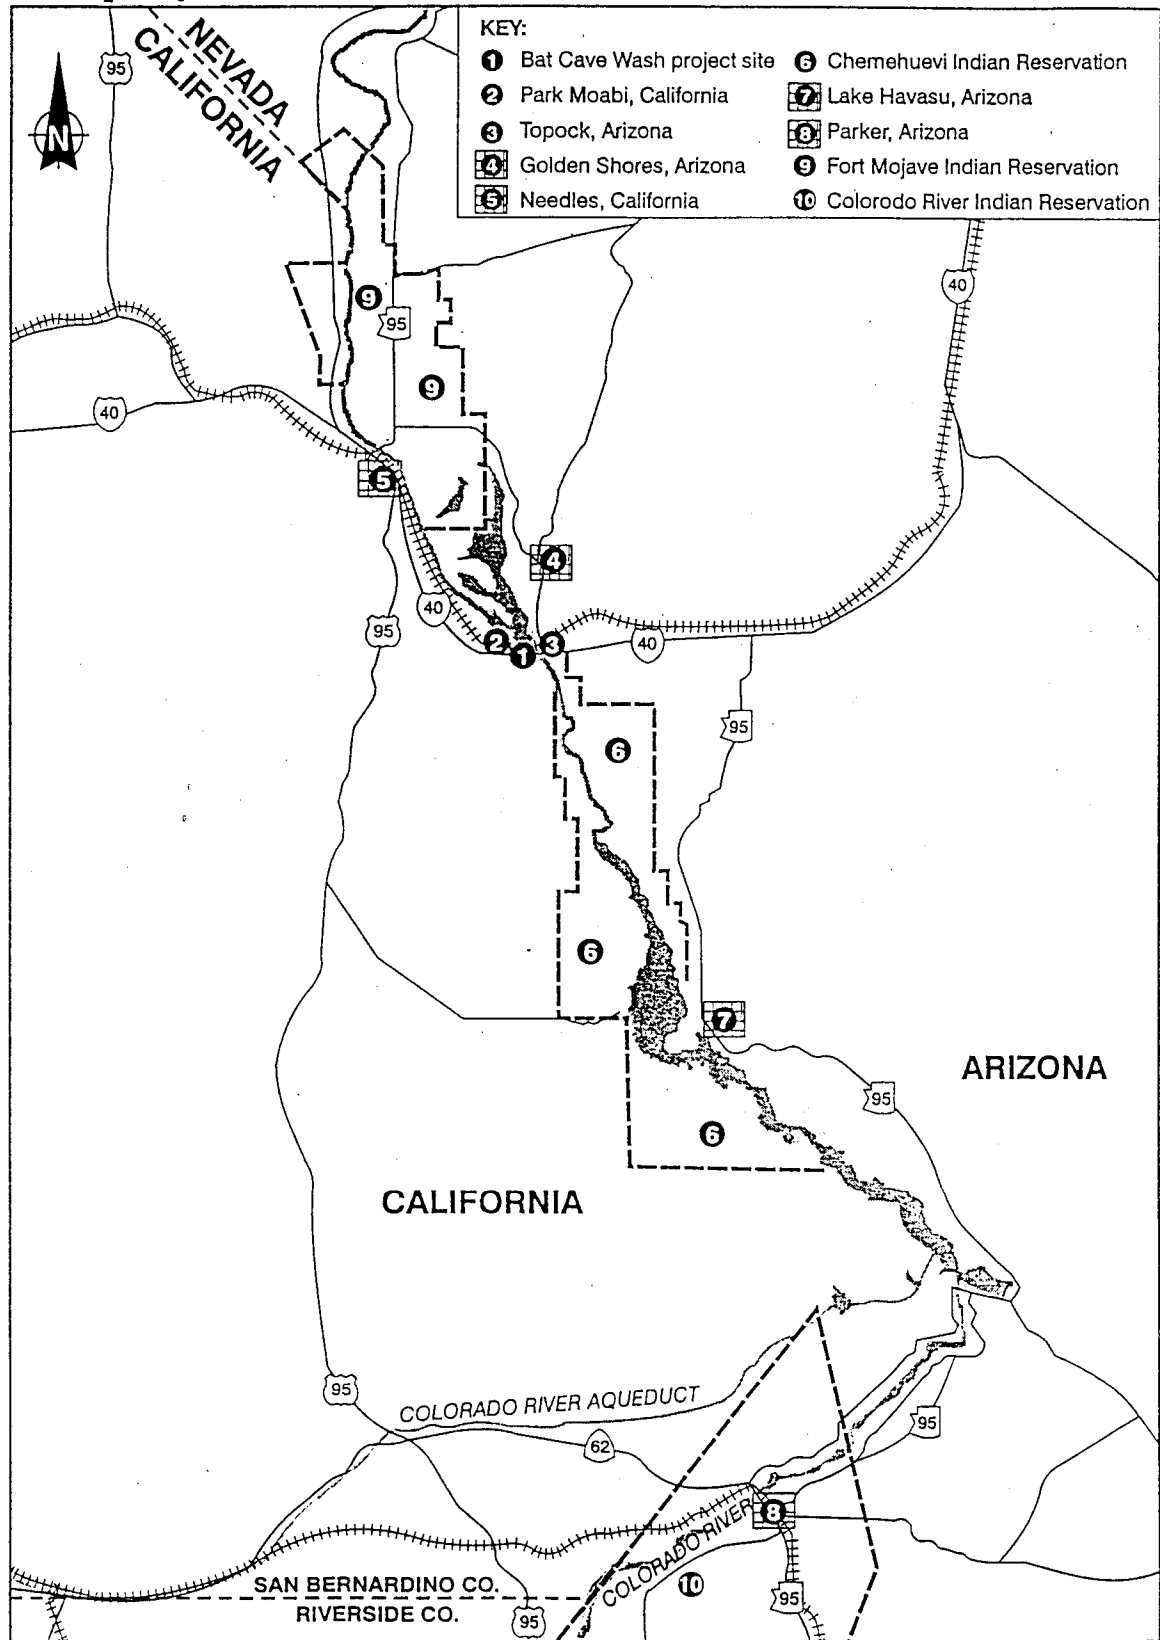 KEY:
1 Bat Cave Wash project site
2 Park Moabi, California
3 Topock, Arizona
4 Golden Shores, Arizona
5 Needles, California
6 Chemehuevi Indian Reservation
7 Lake Havasu, Arizona
8 Parker, Arizona
9 Fort Mojave Indian Reservation
10 Colorodo River Indian Reservation
NEVADA
CALIFORNIA
95
N
40
9
95
9
40
5
4
40
95
2
1
3
40
95
6
6
7
ARIZONA
95
6
CALIFORNIA
95
COLORADO RIVER AQUEDUCT
95
62
8
COLORADO RIVER
10
SAN BERNARDINO CO.
RIVERSIDE CO.
95
95